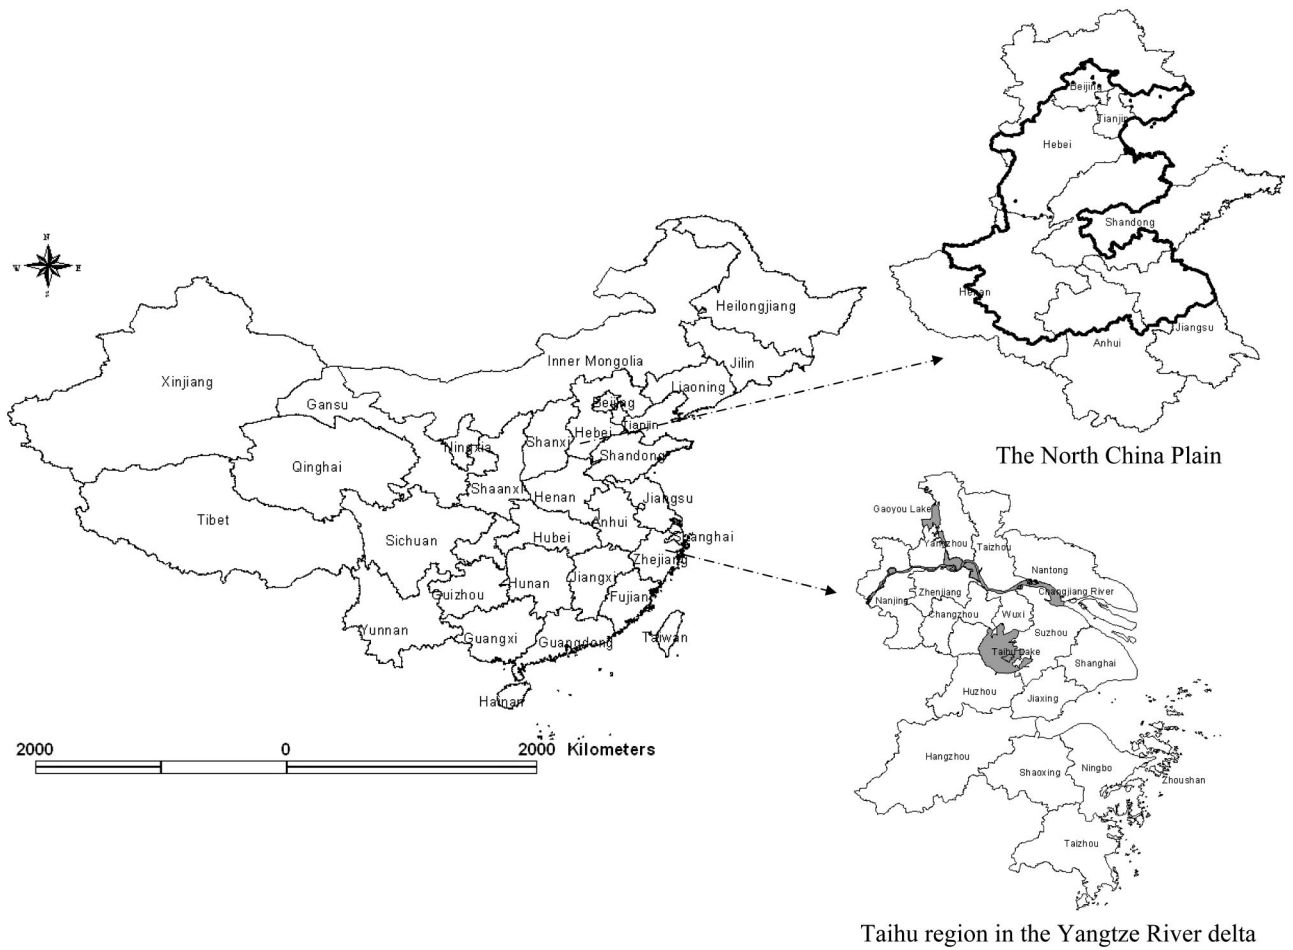 N
W E
S
Heilongjiang
Inner Mongolia
Jilin
Xinjiang
Liaoning
Gansu
Beijing
Tianjin
Hebei
Shanxi
Ningxia
Shandong
Qinghai
Shaanxi
Henan
Jiangsu
Tibet
Anhui
Sichuan
Hubei
Shanghai
Zhejiang
Hunan
Jiangxi
Guizhou
Fujian
Yunnan
Guangxi
Guangdong
Taiwan
Hainan
2000 0 2000 Kilometers
Beijing
Tianjin
Hebei
Shandong
Henan
Jiangsu
Anhui
The North China Plain
Gaoyou Lake
Yangzhou
Taizhou
Nantong
Changjiang River
Zhenjiang
Nanjing
Changzhou
Wuxi
Suzhou
Taihu Lake
Shanghai
Huzhou
Jiaxing
Hangzhou
Shaoxing
Ningbo
Zhoushan
Taizhou
Taihu region in the Yangtze River delta